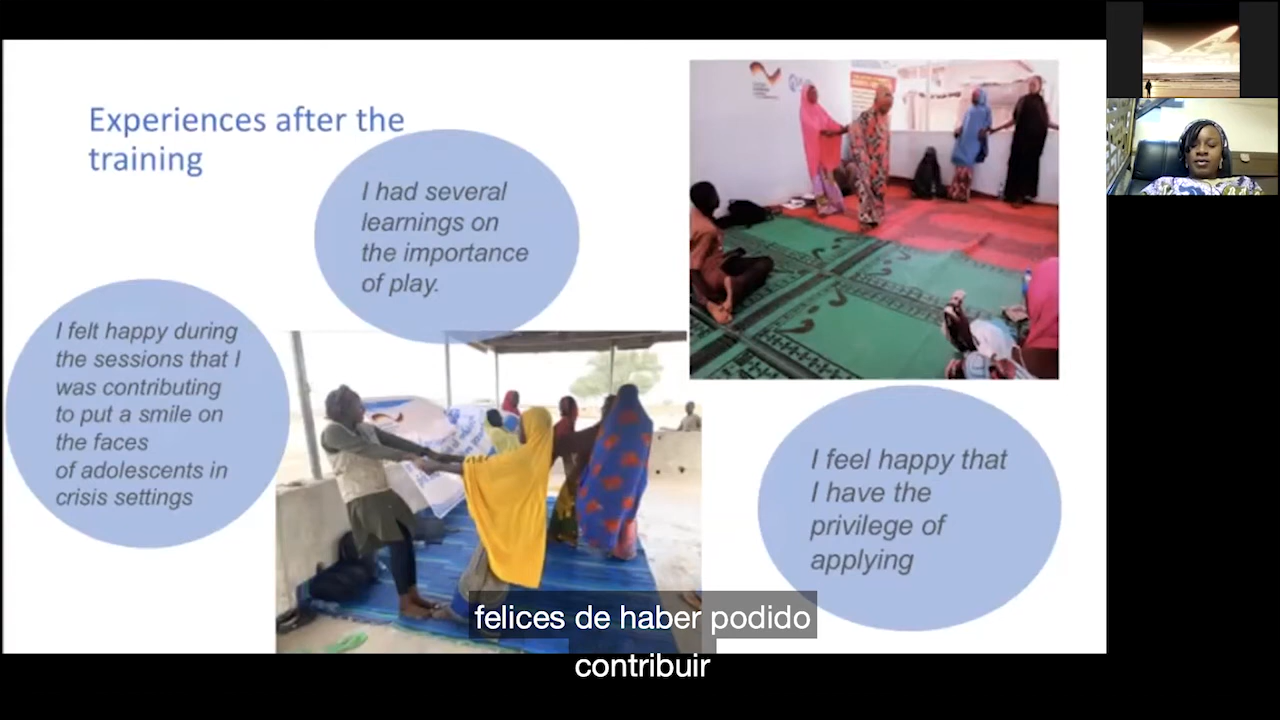 Experiences after the
training
I had several
learnings on
the importance
of play.
I felt happy during
the sessions that I
was contributing
to put a smile on
the faces
of adolescents in
crisis settings
I feel happy that
I have the
privilege of
applying
felices de haber podido
contribuir